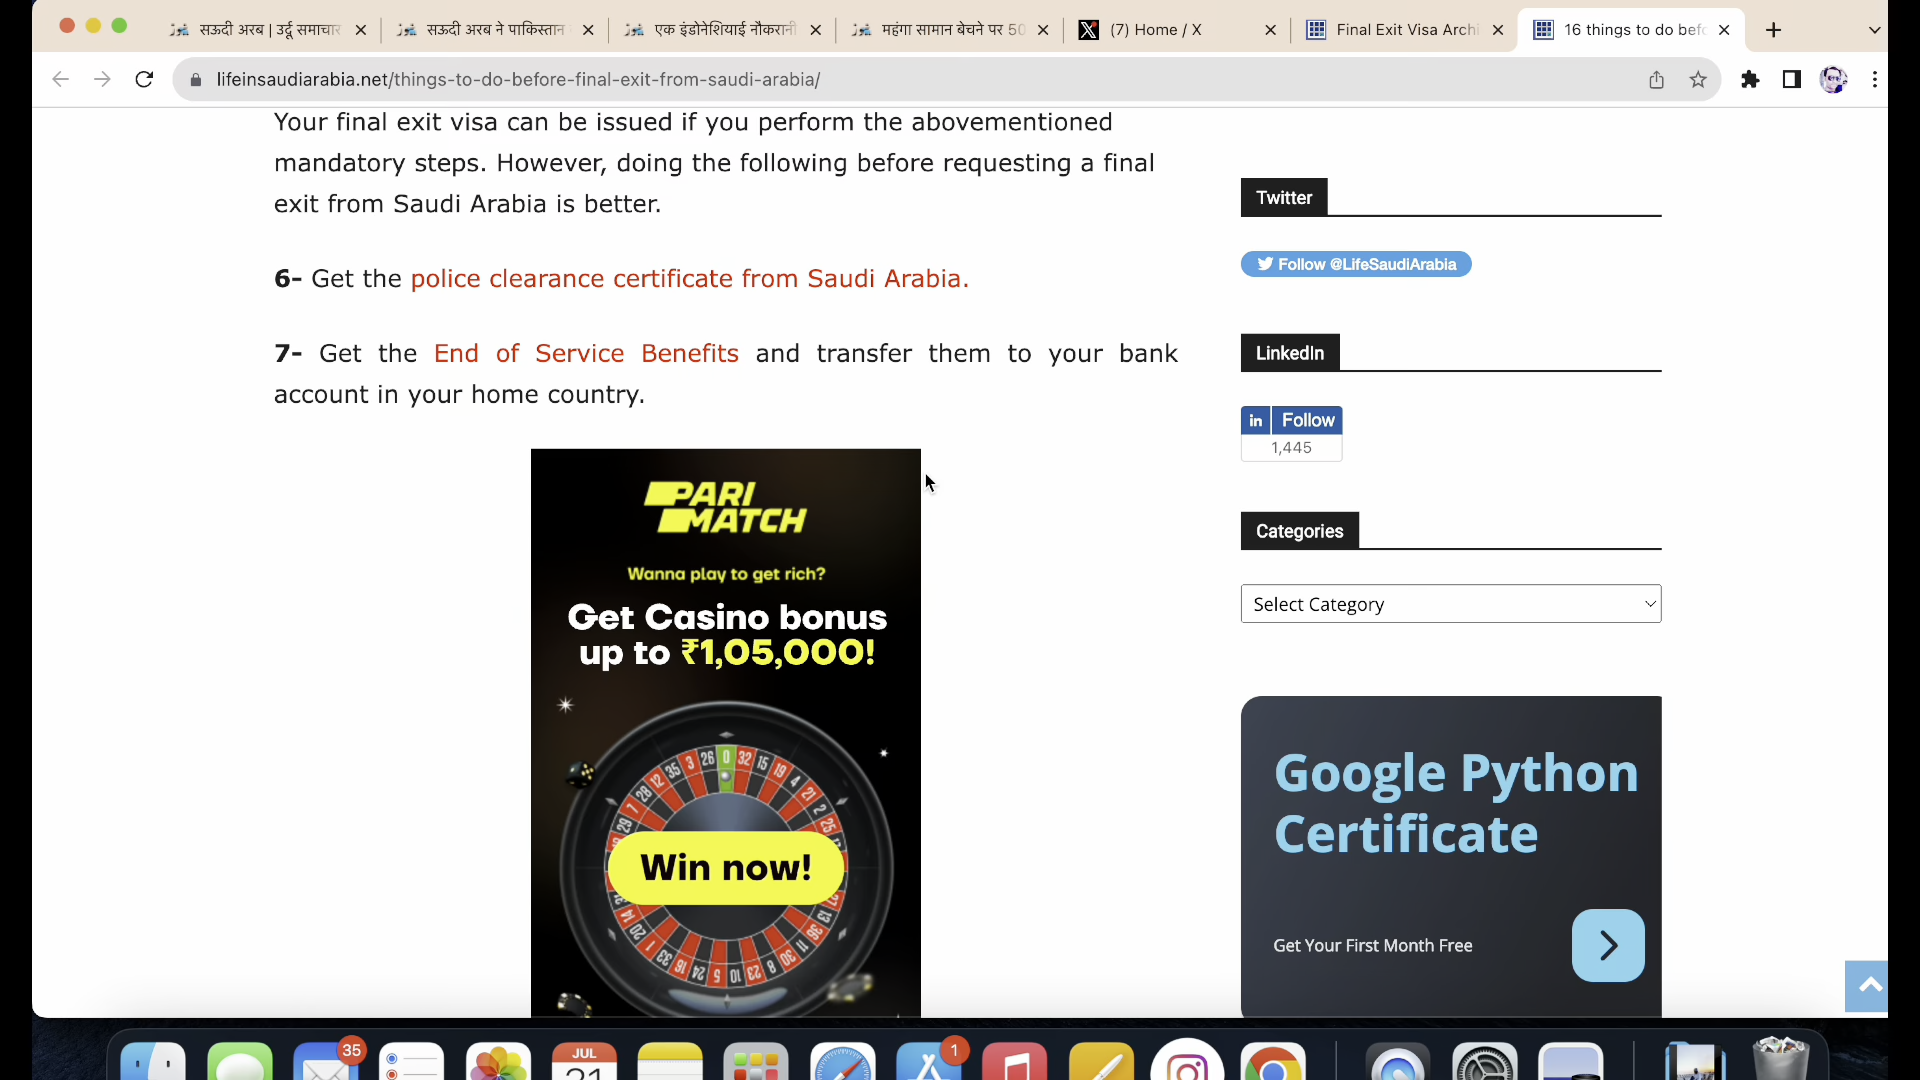 सऊदी अरब | उर्दू समाचार
सऊदी अरब ने पाकिस्तान
एक इंडोनेशियाई नौकरानी
महंगा सामान बेचने पर 50
(7) Home / X
Final Exit Visa Archi
16 things to do befo
lifeinsaudiarabia.net/things-to-do-before-final-exit-from-saudi-arabia/
Your final exit visa can be issued if you perform the abovementioned
mandatory steps. However, doing the following before requesting a final
exit from Saudi Arabia is better.
6- Get the police clearance certificate from Saudi Arabia.
7- Get the End of Service Benefits and transfer them to your bank
account in your home country.
PARI
MATCH
Wanna play to get rich?
Get Casino bonus
up to ₹1,05,000!
Win now!
Twitter
Follow @LifeSaudiArabia
LinkedIn
in Follow
1,445
Categories
Select Category
Google Python
Certificate
Get Your First Month Free
35
JUL
21
1